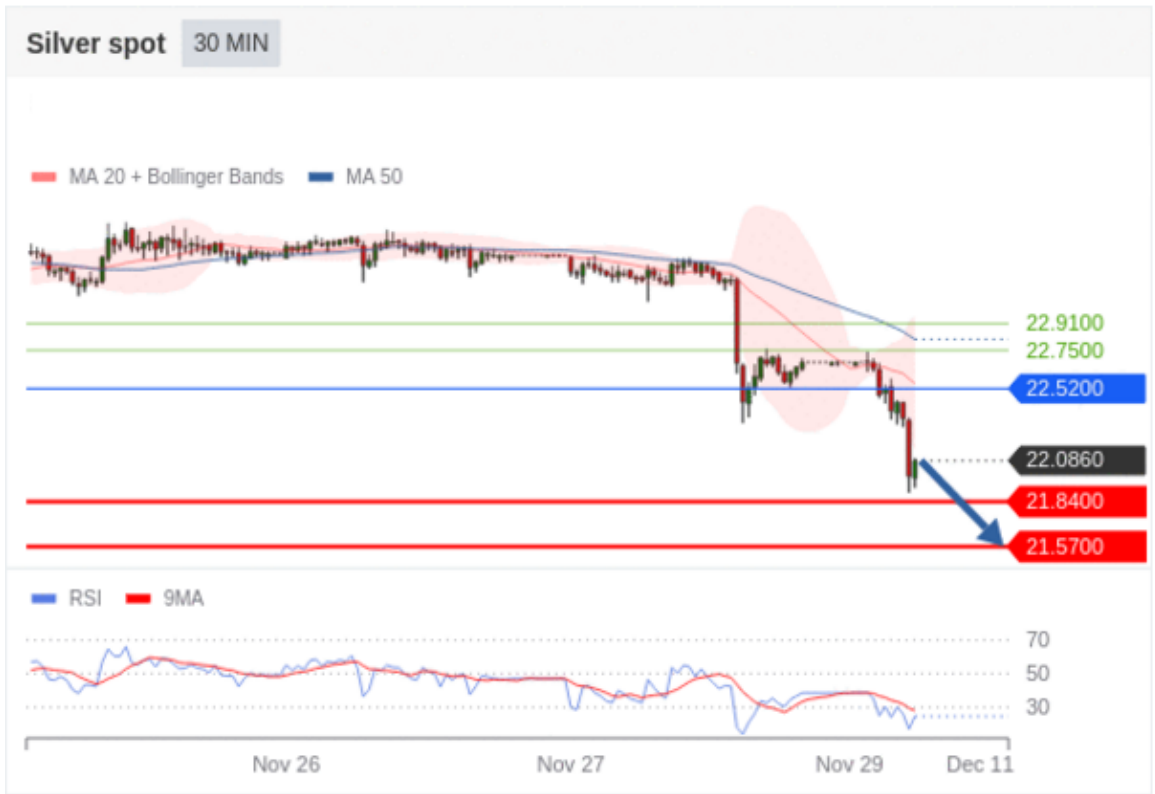 Silver spot 30 MIN
MA 20 + Bollinger Bands MA 50
22.9100
22.7500
22.5200
22.0860
21.8400
21.5700
RSI 9MA
70
50
30
Nov 26 Nov 27 Nov 29 Dec 11